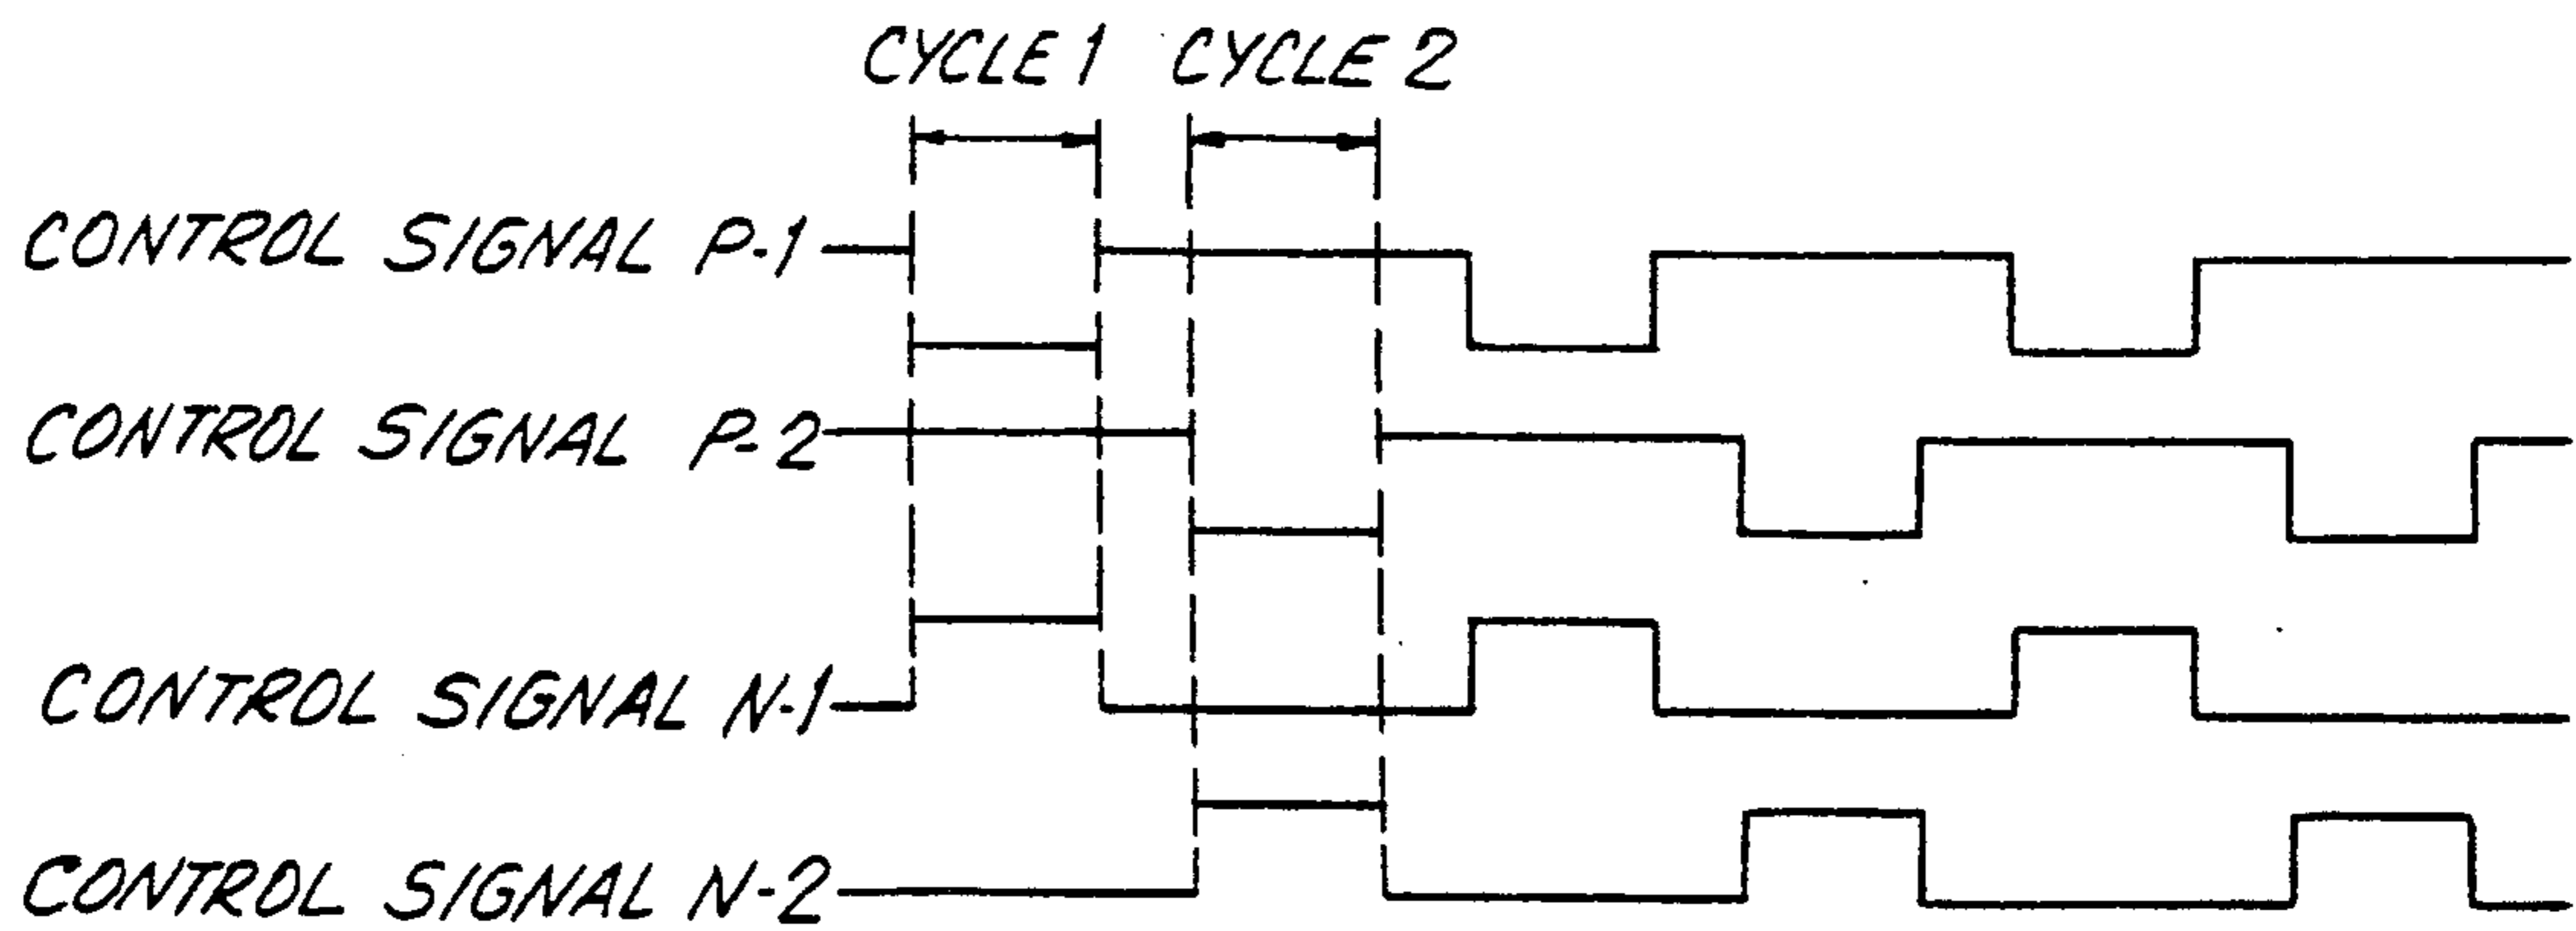 CYCLE 1 CYCLE 2
CONTROL SIGNAL P-1
CONTROL SIGNAL P-2
CONTROL SIGNAL N-1
CONTROL SIGNAL N-2